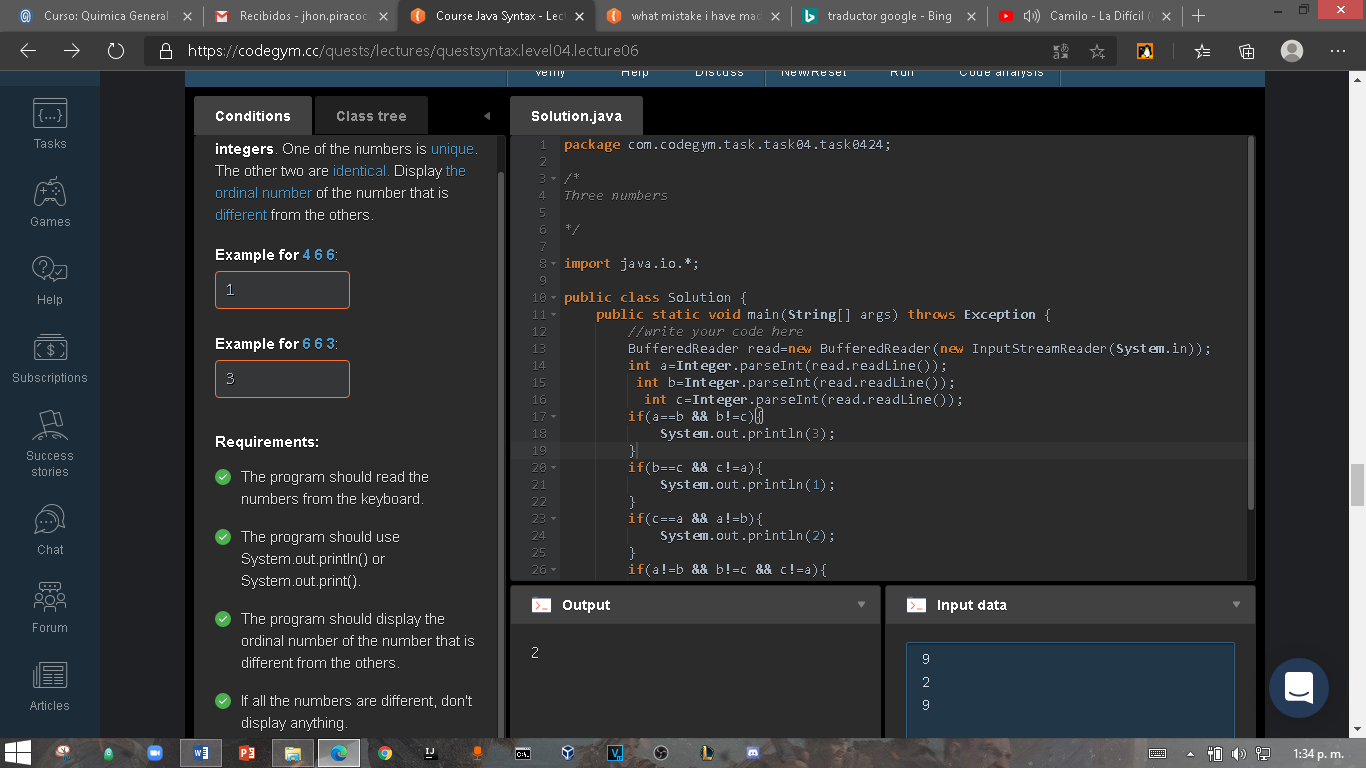 Curso: Quimica General
Recibidos - jhon.piracoc
Course Java Syntax - Lec
what mistake i have mad
traductor google - Bing
Camilo - La Difícil (
https://codegym.cc/quests/lectures/questsyntax.level04.lecture06
Verify Help Discuss New/Reset Run Code analysis
Tasks
Games
Help
Subscriptions
Success
stories
Chat
Forum
Articles
Conditions
Class tree
integers. One of the numbers is unique.
The other two are identical. Display the
ordinal number of the number that is
different from the others.
Example for 4 6 6:
1
Example for 6 6 3:
3
Requirements:
The program should read the
numbers from the keyboard.
The program should use
System.out.println() or
System.out.print().
The program should display the
ordinal number of the number that is
different from the others.
If all the numbers are different, don't
display anything.
Solution.java
1 package com.codegym.task.task04.task0424;
2
3 /*
4 Three numbers
5
6 */
7
8 import java.io.*;
9
10 public class Solution {
11 public static void main(String[] args) throws Exception {
12 //write your code here
13 BufferedReader read=new BufferedReader(new InputStreamReader(System.in));
14 int a=Integer.parseInt(read.readLine());
15 int b=Integer.parseInt(read.readLine());
16 int c=Integer.parseInt(read.readLine());
17 if(a==b && b!=c){
18 System.out.println(3);
19 }
20 if(b==c && c!=a){
21 System.out.println(1);
22 }
23 if(c==a && a!=b){
24 System.out.println(2);
25 }
26 if(a!=b && b!=c && c!=a){
Output
2
Input data
9
2
9
1:34 p. m.